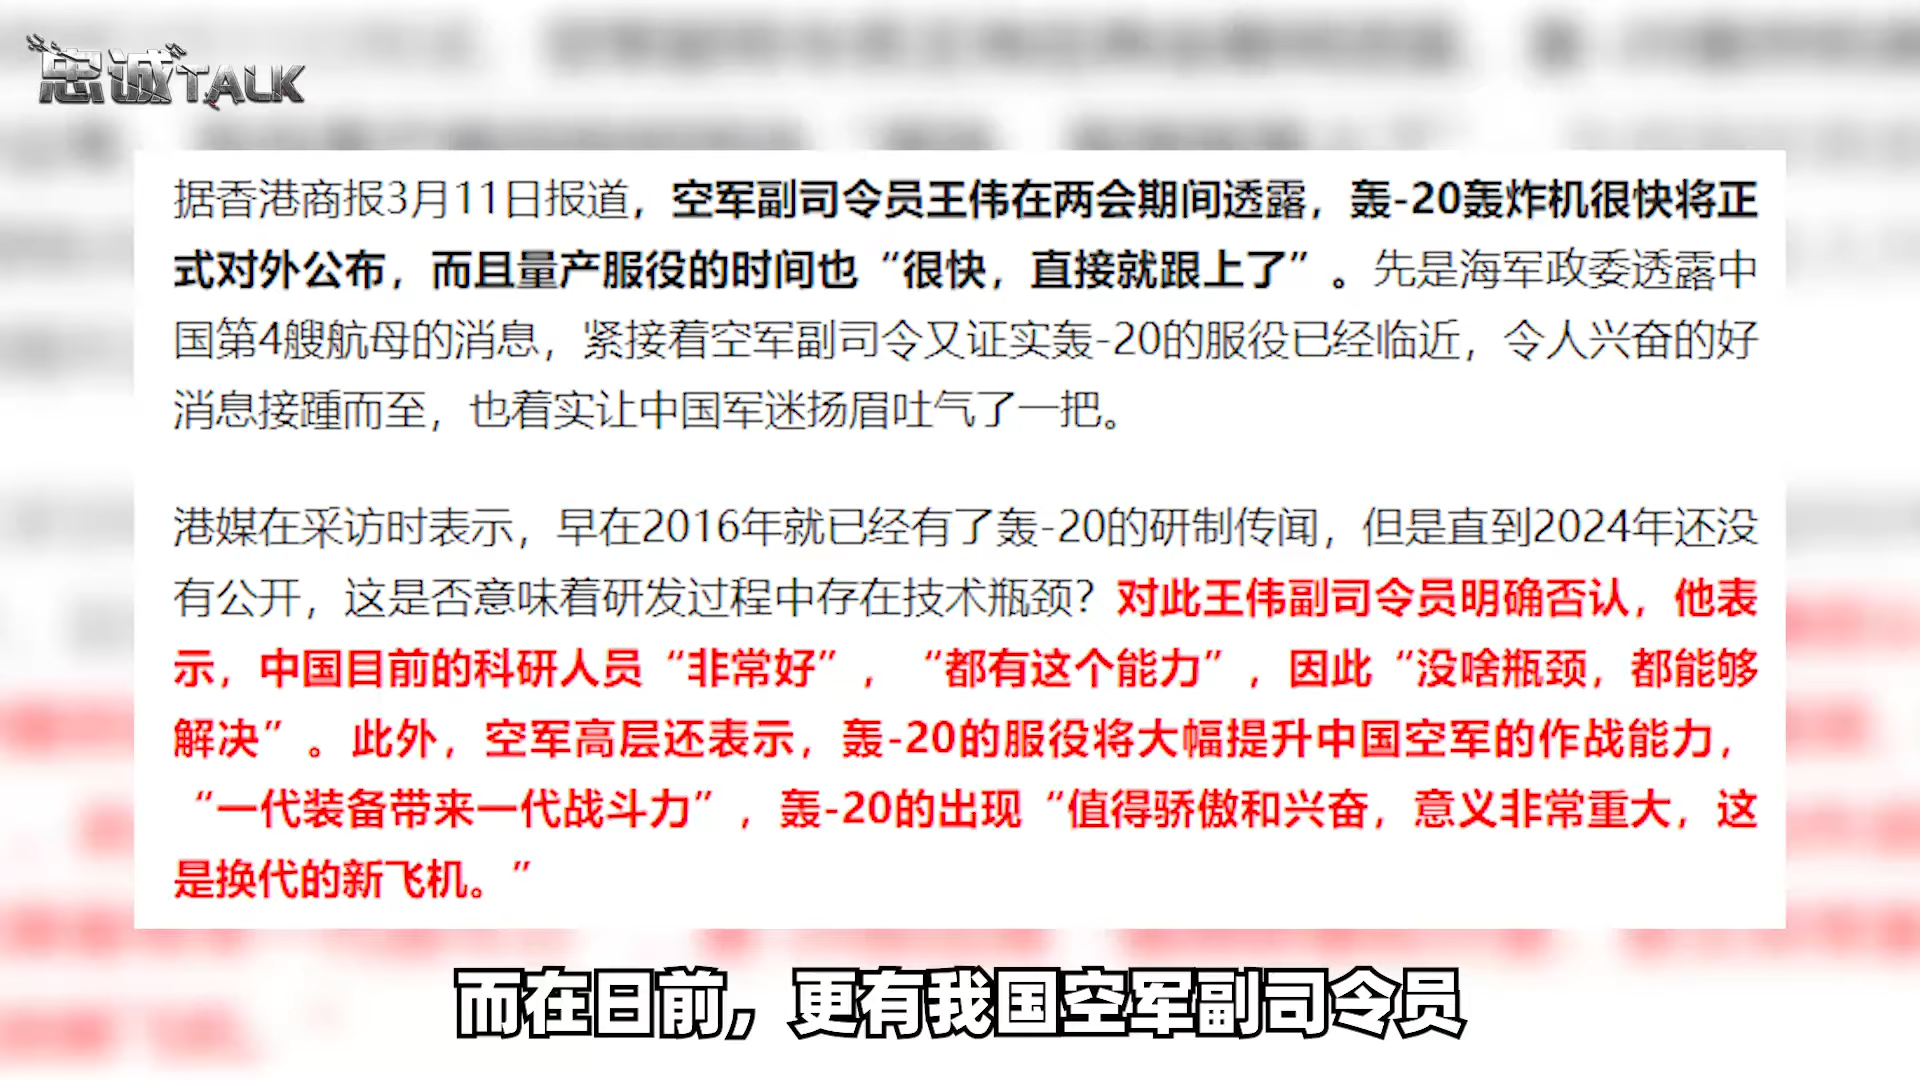 忠诚TALK
据香港商报3月11日报道，空军副司令员王伟在两会期间透露，轰-20轰炸机很快将正
式对外公布，而且量产服役的时间也“很快，直接就跟上了”。先是海军政委透露中
国第4艘航母的消息，紧接着空军副司令又证实轰-20的服役已经临近，令人兴奋的好
消息接踵而至，也着实让中国军迷扬眉吐气了一把。
港媒在采访时表示，早在2016年就已经有了轰-20的研制传闻，但是直到2024年还没
有公开，这是否意味着研发过程中存在技术瓶颈？对此王伟副司令员明确否认，他表
示，中国目前的科研人员“非常好”，“都有这个能力”，因此“没啥瓶颈，都能够
解决”。此外，空军高层还表示，轰-20的服役将大幅提升中国空军的作战能力，
“一代装备带来一代战斗力”，轰-20的出现“值得骄傲和兴奋，意义非常重大，这
是换代的新飞机。”
而在日前，更有我国空军副司令员